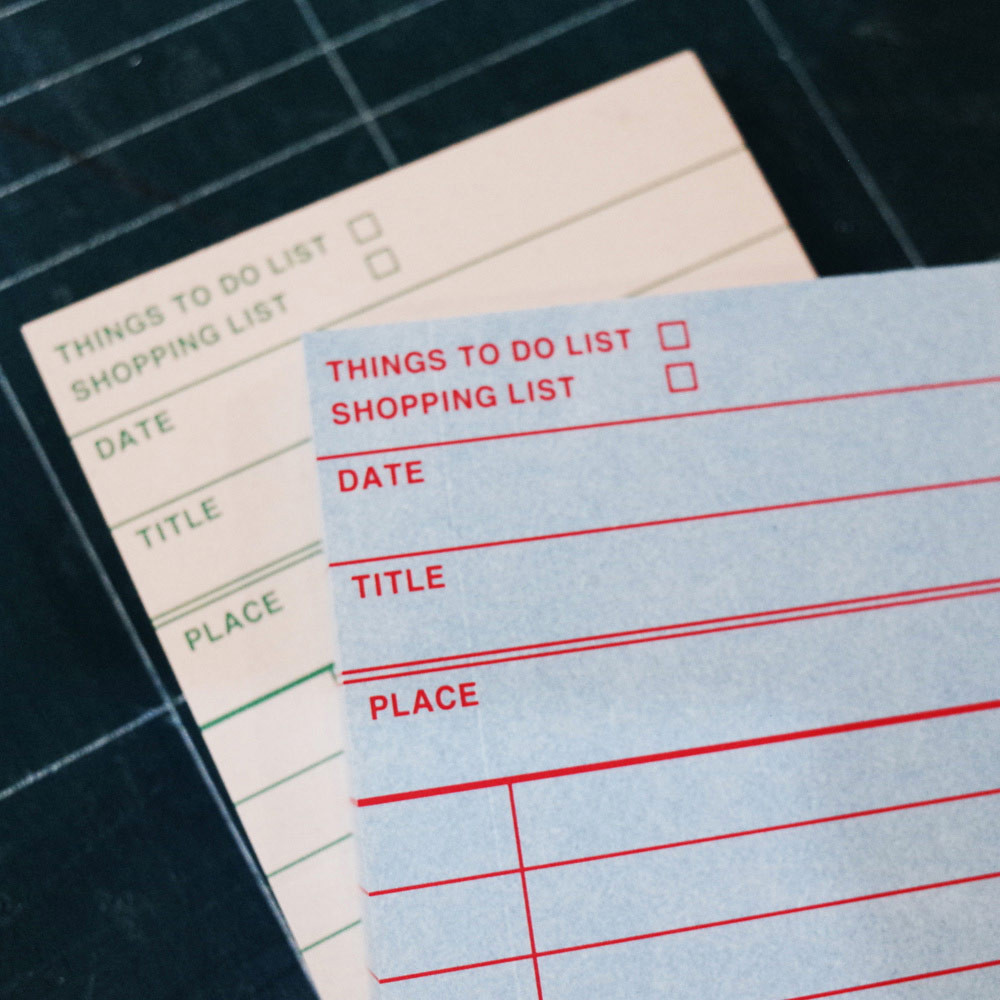 THINGS TO DO LIST
SHOPPING LIST
DATE
TITLE
PLACE
THINGS TO DO LIST
SHOPPING LIST
DATE
TITLE
PLACE